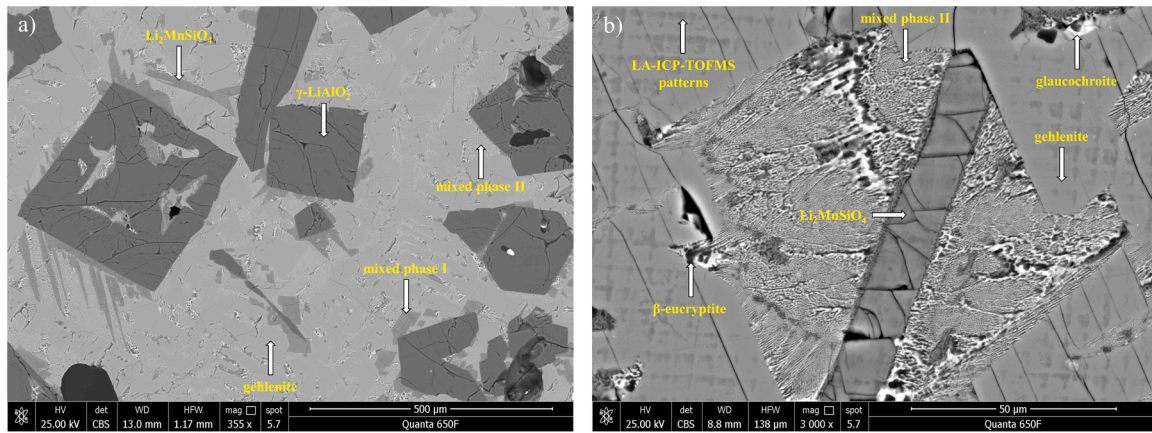 a)
Li₂MnSiO₄
γ-LiAlO₂
mixed phase II
mixed phase I
gehlenite
HV det WD HFW mag □ spot
25.00 kV CBS 13.0 mm 1.17 mm 355 x 5.7
500 µm
Quanta 650F
b)
mixed phase II
LA-ICP-TOFMS
patterns
glaucochroite
gehlenite
Li₂MnSiO₄
β-eucryptite
HV det WD HFW mag □ spot
25.00 kV CBS 8.8 mm 138 µm 3 000 x 5.7
50 µm
Quanta 650F